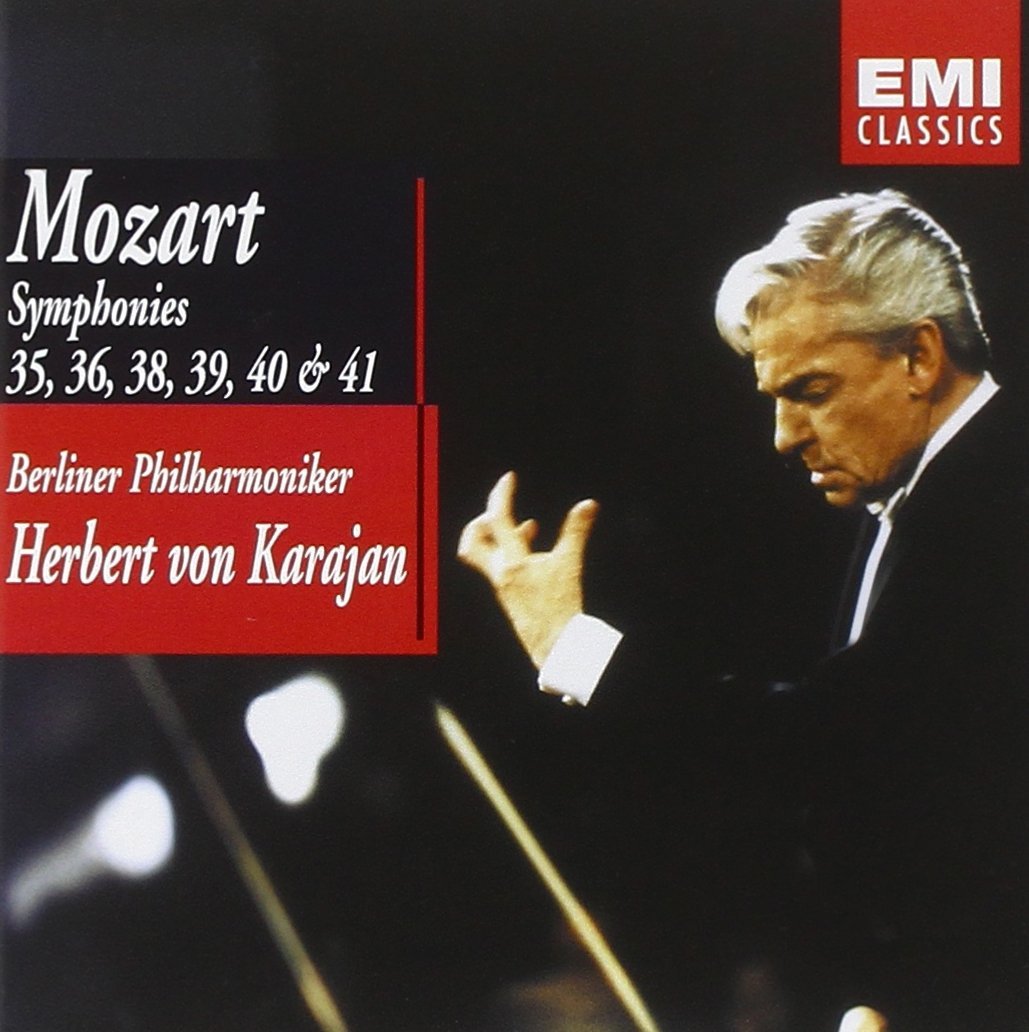 EMI
CLASSICS
Mozart
Symphonies
35, 36, 38, 39, 40 & 41
Berliner Philharmoniker
Herbert von Karajan